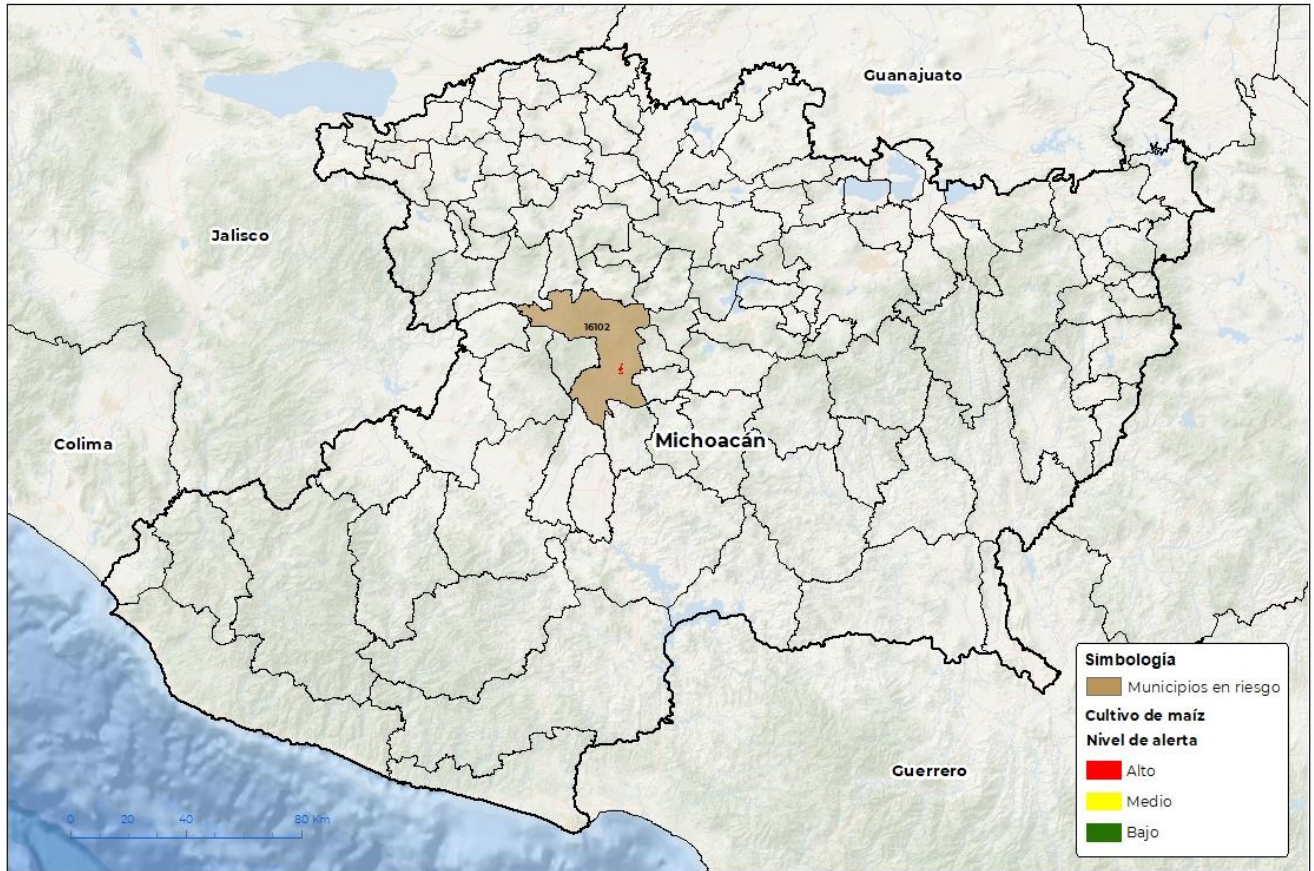 Guanajuato
Jalisco
16102
Colima
Michoacán
Guerrero
0 20 40 80 Km
Simbología
Municipios en riesgo
Cultivo de maíz
Nivel de alerta
Alto
Medio
Bajo